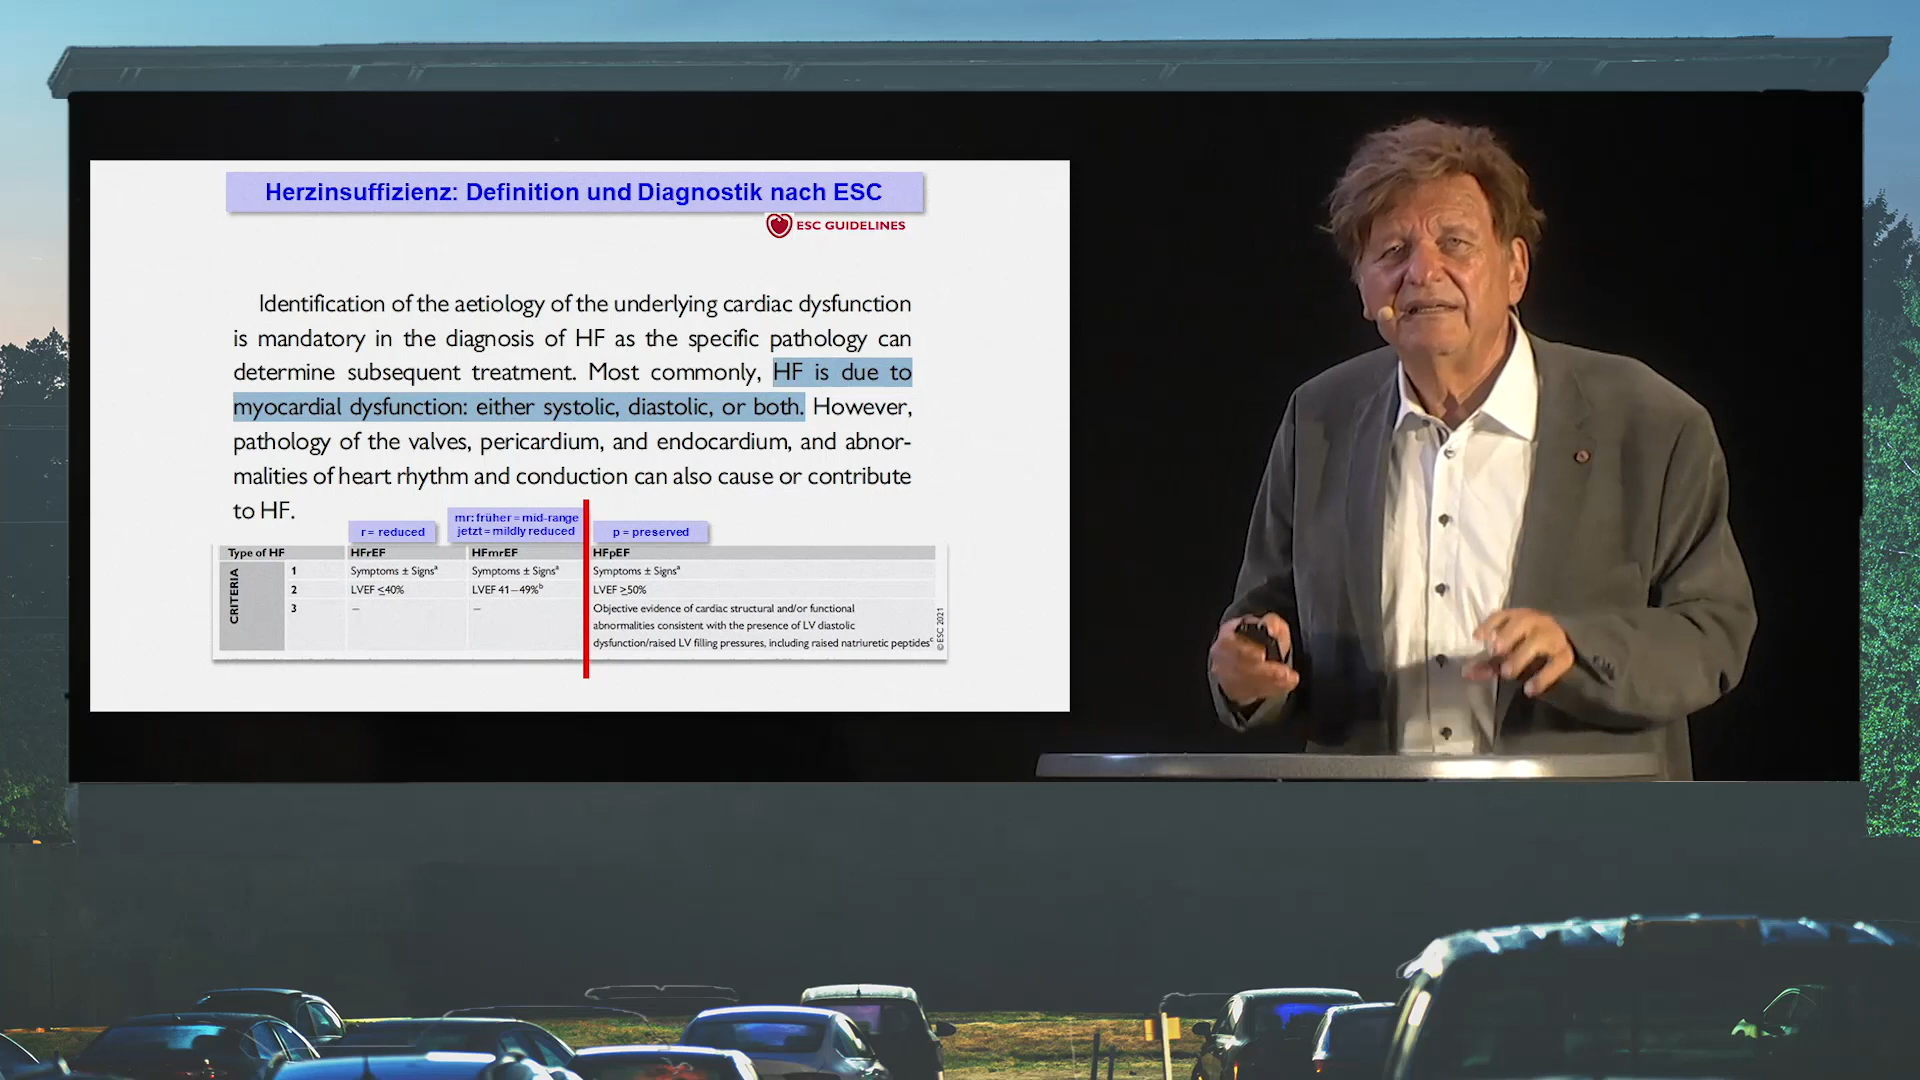 Herzinsuffizienz: Definition und Diagnostik nach ESC
ESC GUIDELINES
Identification of the aetiology of the underlying cardiac dysfunction
is mandatory in the diagnosis of HF as the specific pathology can
determine subsequent treatment. Most commonly, HF is due to
myocardial dysfunction: either systolic, diastolic, or both. However,
pathology of the valves, pericardium, and endocardium, and abnor-
malities of heart rhythm and conduction can also cause or contribute
to HF.
r = reduced
mr: früher = mid-range
jetzt = mildly reduced
p = preserved
Type of HF HFrEF HFmrEF HFpEF
CRITERIA
1 Symptoms ± Signsᵃ Symptoms ± Signsᵃ Symptoms ± Signsᵃ
2 LVEF ≤40% LVEF 41–49%ᵇ LVEF ≥50%
3 – – Objective evidence of cardiac structural and/or functional
abnormalities consistent with the presence of LV diastolic
dysfunction/raised LV filling pressures, including raised natriuretic peptidesᶜ
© ESC 2021